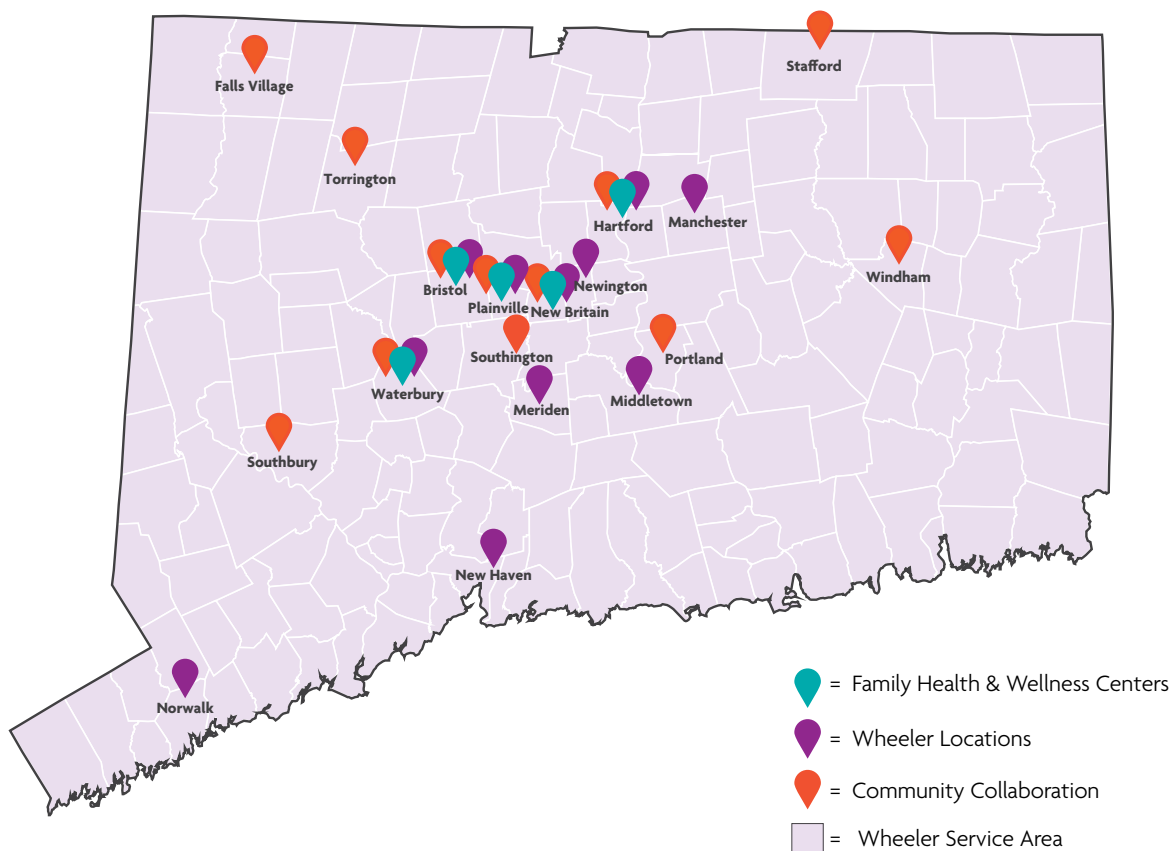 Stafford
Falls Village
Torrington
Hartford
Manchester
Windham
Bristol
Newington
Plainville
New Britain
Southington
Portland
Waterbury
Meriden
Middletown
Southbury
New Haven
Norwalk
= Family Health & Wellness Centers
= Wheeler Locations
= Community Collaboration
= Wheeler Service Area